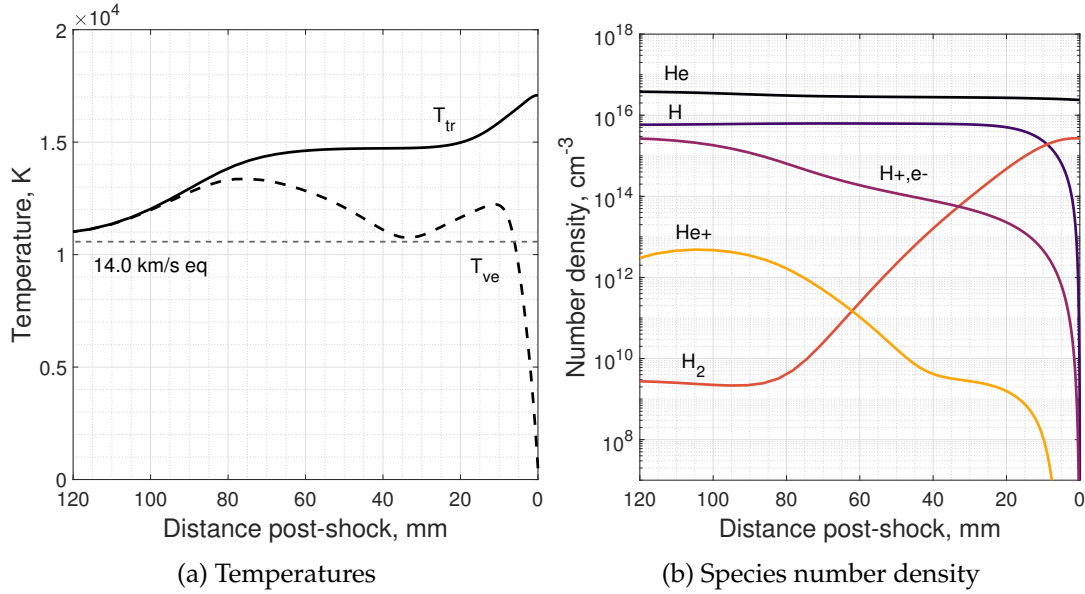 ×10⁴
2
1.5
1
0.5
0
Temperature, K
T_tr
T_ve
14.0 km/s eq
120 100 80 60 40 20 0
Distance post-shock, mm
(a) Temperatures
10¹⁸
10¹⁶
10¹⁴
10¹²
10¹⁰
10⁸
Number density, cm⁻³
He
H
H+,e-
He+
H₂
120 100 80 60 40 20 0
Distance post-shock, mm
(b) Species number density